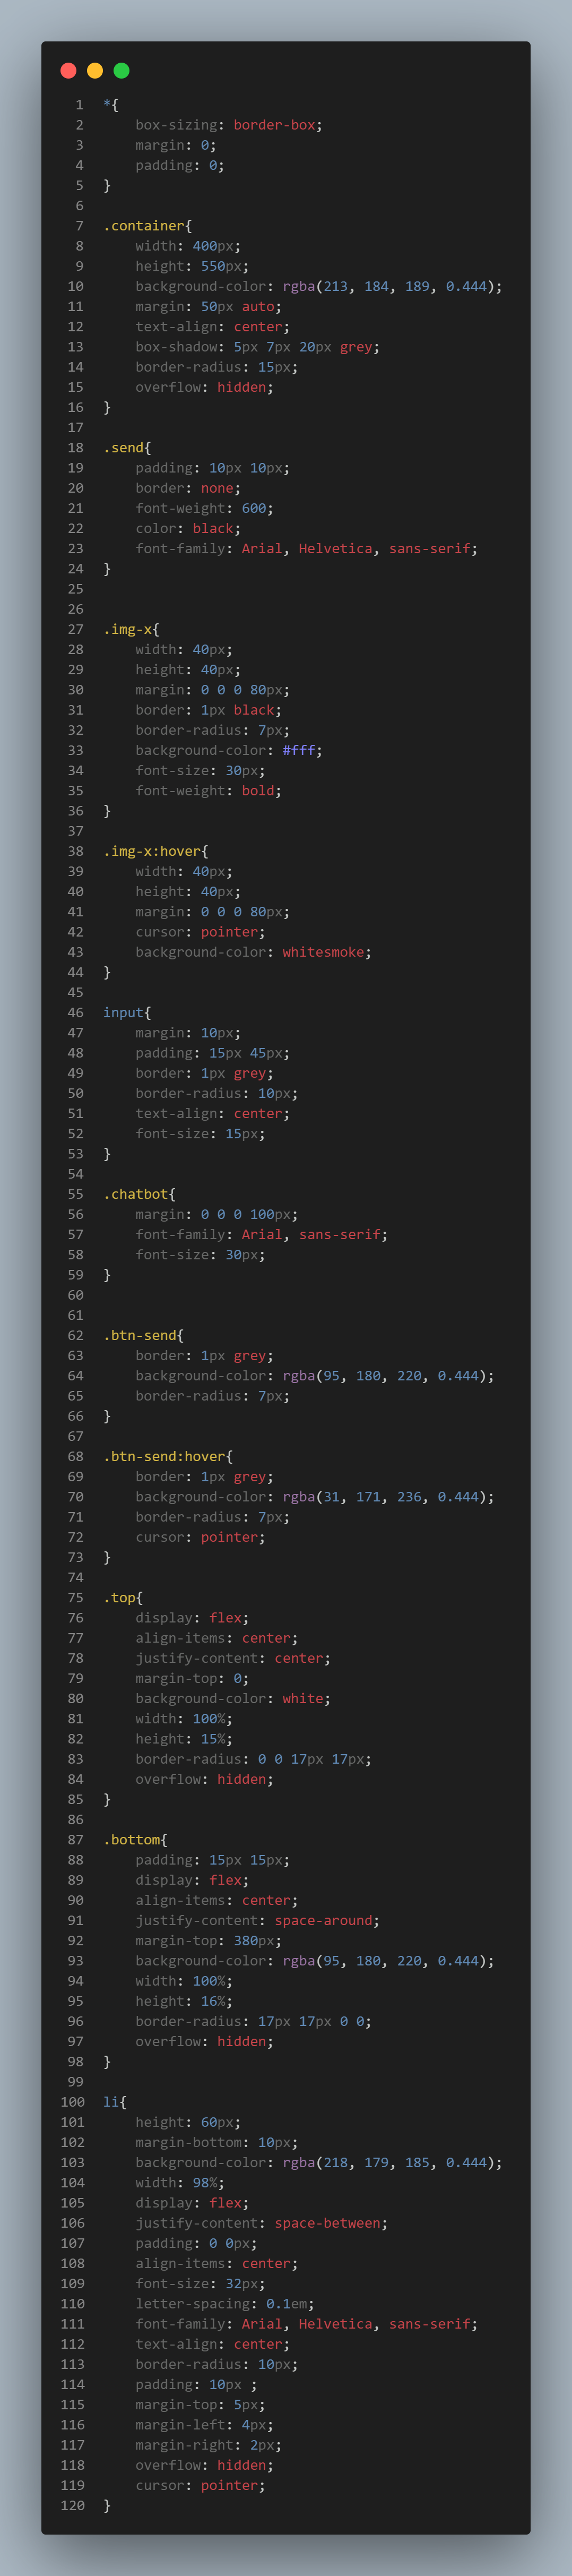 1 *{
2     box-sizing: border-box;
3     margin: 0;
4     padding: 0;
5 }
6
7 .container{
8     width: 400px;
9     height: 550px;
10     background-color: rgba(213, 184, 189, 0.444);
11     margin: 50px auto;
12     text-align: center;
13     box-shadow: 5px 7px 20px grey;
14     border-radius: 15px;
15     overflow: hidden;
16 }
17
18 .send{
19     padding: 10px 10px;
20     border: none;
21     font-weight: 600;
22     color: black;
23     font-family: Arial, Helvetica, sans-serif;
24 }
25
26
27 .img-x{
28     width: 40px;
29     height: 40px;
30     margin: 0 0 0 80px;
31     border: 1px black;
32     border-radius: 7px;
33     background-color: #fff;
34     font-size: 30px;
35     font-weight: bold;
36 }
37
38 .img-x:hover{
39     width: 40px;
40     height: 40px;
41     margin: 0 0 0 80px;
42     cursor: pointer;
43     background-color: whitesmoke;
44 }
45
46 input{
47     margin: 10px;
48     padding: 15px 45px;
49     border: 1px grey;
50     border-radius: 10px;
51     text-align: center;
52     font-size: 15px;
53 }
54
55 .chatbot{
56     margin: 0 0 0 100px;
57     font-family: Arial, sans-serif;
58     font-size: 30px;
59 }
60
61
62 .btn-send{
63     border: 1px grey;
64     background-color: rgba(95, 180, 220, 0.444);
65     border-radius: 7px;
66 }
67
68 .btn-send:hover{
69     border: 1px grey;
70     background-color: rgba(31, 171, 236, 0.444);
71     border-radius: 7px;
72     cursor: pointer;
73 }
74
75 .top{
76     display: flex;
77     align-items: center;
78     justify-content: center;
79     margin-top: 0;
80     background-color: white;
81     width: 100%;
82     height: 15%;
83     border-radius: 0 0 17px 17px;
84     overflow: hidden;
85 }
86
87 .bottom{
88     padding: 15px 15px;
89     display: flex;
90     align-items: center;
91     justify-content: space-around;
92     margin-top: 380px;
93     background-color: rgba(95, 180, 220, 0.444);
94     width: 100%;
95     height: 16%;
96     border-radius: 17px 17px 0 0;
97     overflow: hidden;
98 }
99
100 li{
101     height: 60px;
102     margin-bottom: 10px;
103     background-color: rgba(218, 179, 185, 0.444);
104     width: 98%;
105     display: flex;
106     justify-content: space-between;
107     padding: 0 0px;
108     align-items: center;
109     font-size: 32px;
110     letter-spacing: 0.1em;
111     font-family: Arial, Helvetica, sans-serif;
112     text-align: center;
113     border-radius: 10px;
114     padding: 10px ;
115     margin-top: 5px;
116     margin-left: 4px;
117     margin-right: 2px;
118     overflow: hidden;
119     cursor: pointer;
120 }